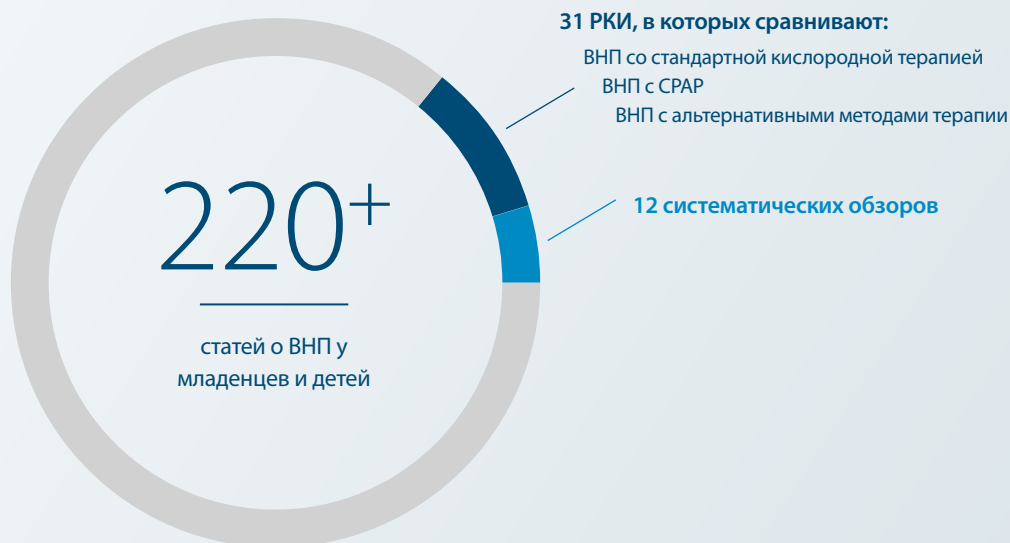 31 РКИ, в которых сравнивают:
ВНП со стандартной кислородной терапией
ВНП с CPAP
ВНП с альтернативными методами терапии
12 систематических обзоров
220+
статей о ВНП у
младенцев и детей